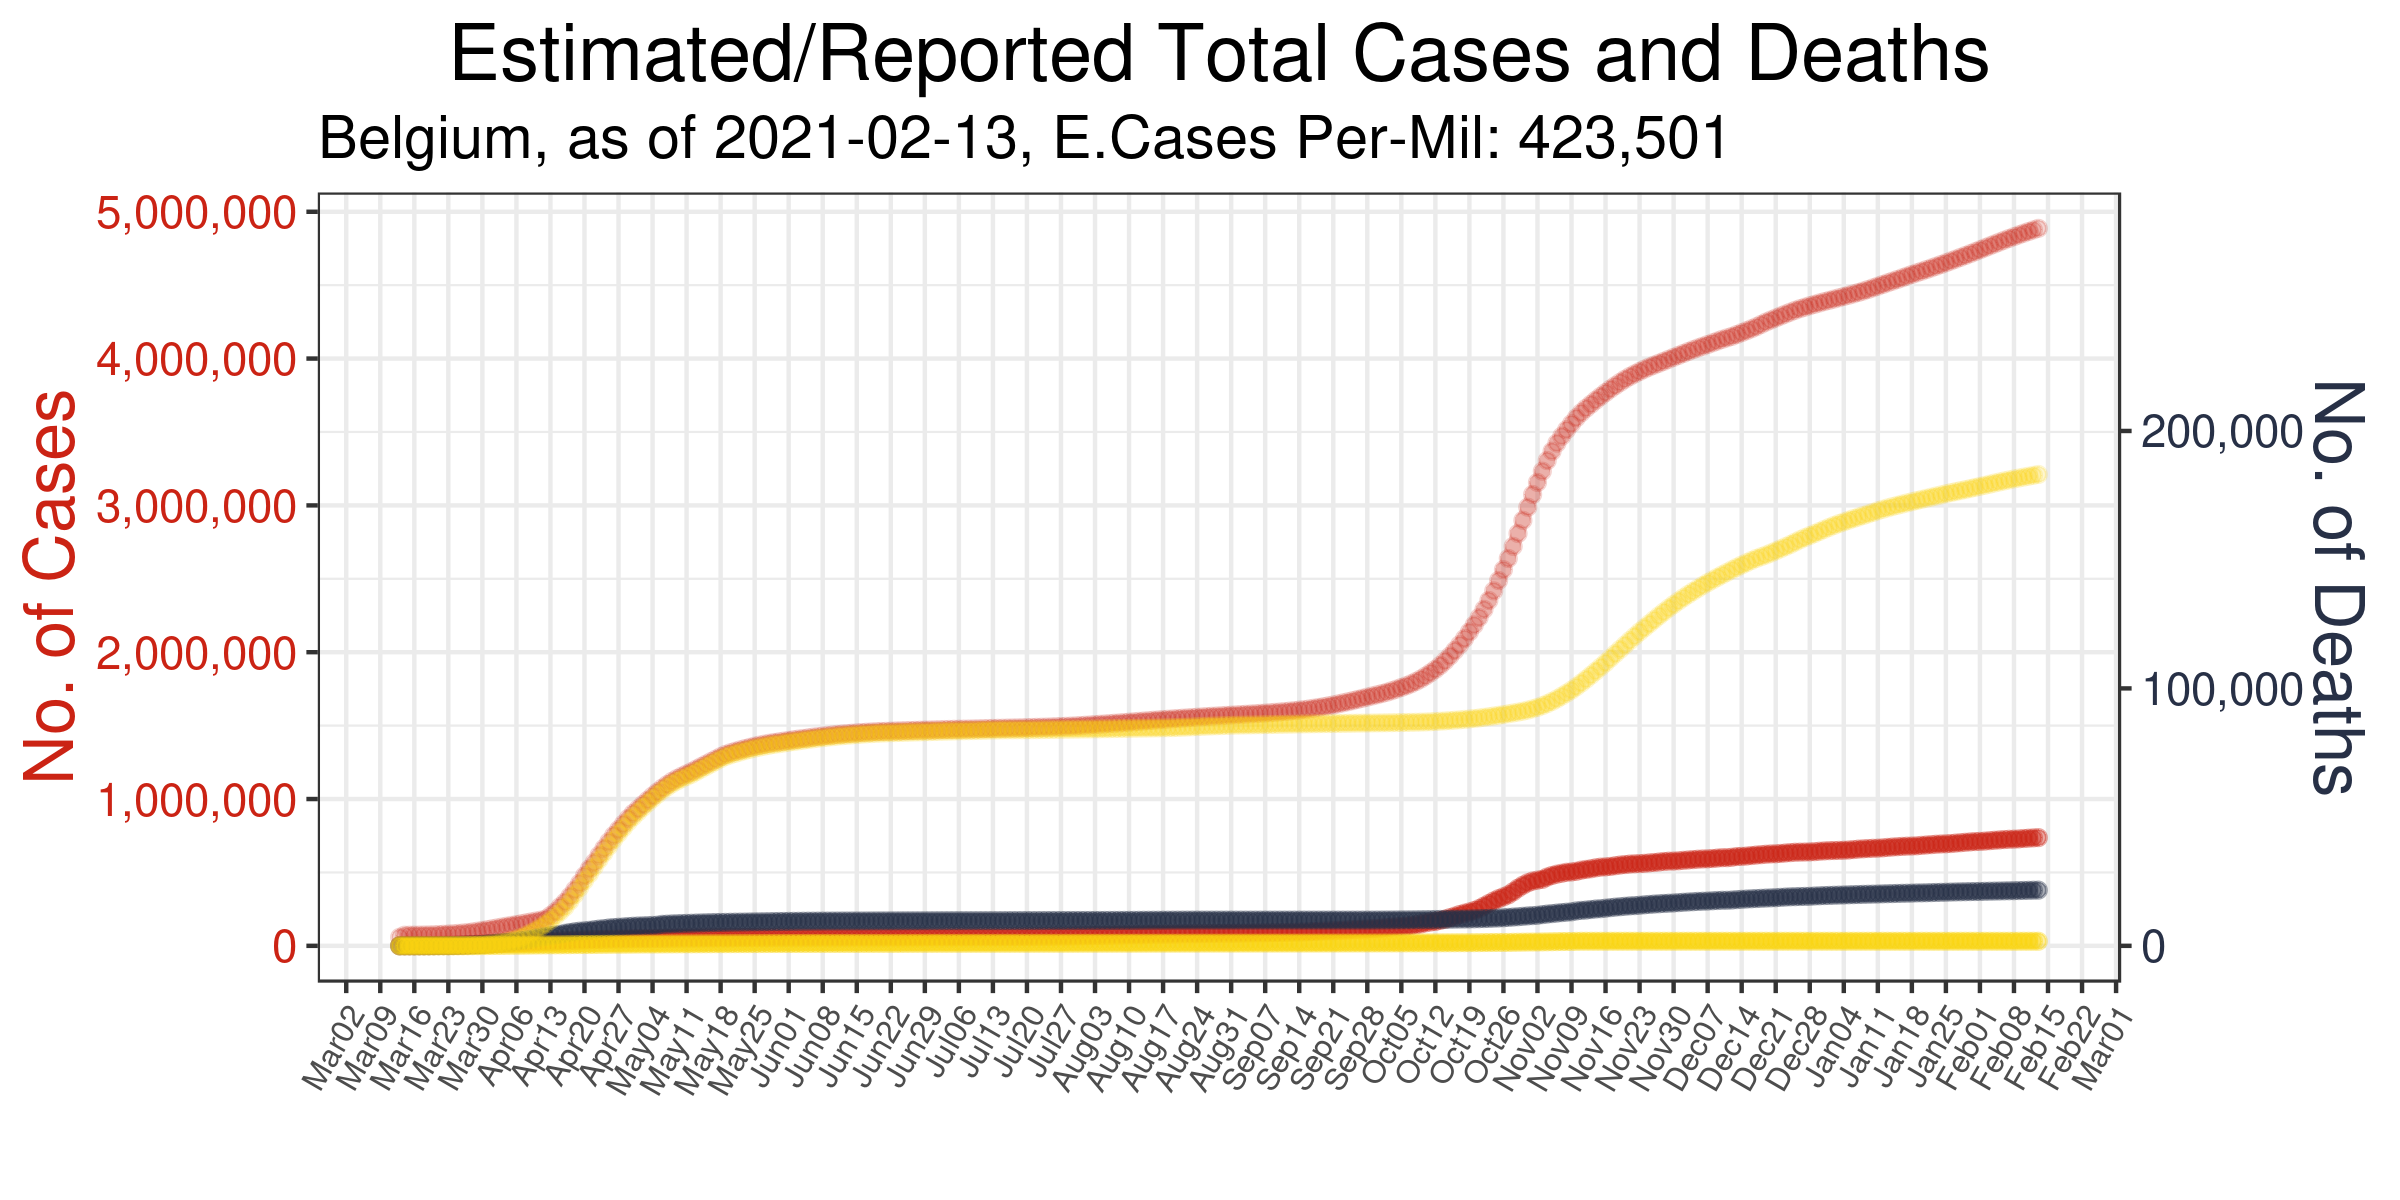 Estimated/Reported Total Cases and Deaths
Belgium, as of 2021-02-13, E.Cases Per-Mil: 423,501
No. of Cases
5,000,000
4,000,000
3,000,000
2,000,000
1,000,000
0
200,000
100,000
0
No. of Deaths
Mar02
Mar09
Mar16
Mar23
Mar30
Apr06
Apr13
Apr20
Apr27
May04
May11
May18
May25
Jun01
Jun08
Jun15
Jun22
Jun29
Jul06
Jul13
Jul20
Jul27
Aug03
Aug10
Aug17
Aug24
Aug31
Sep07
Sep14
Sep21
Sep28
Oct05
Oct12
Oct19
Oct26
Nov02
Nov09
Nov16
Nov23
Nov30
Dec07
Dec14
Dec21
Dec28
Jan04
Jan11
Jan18
Jan25
Feb01
Feb08
Feb15
Feb22
Mar01